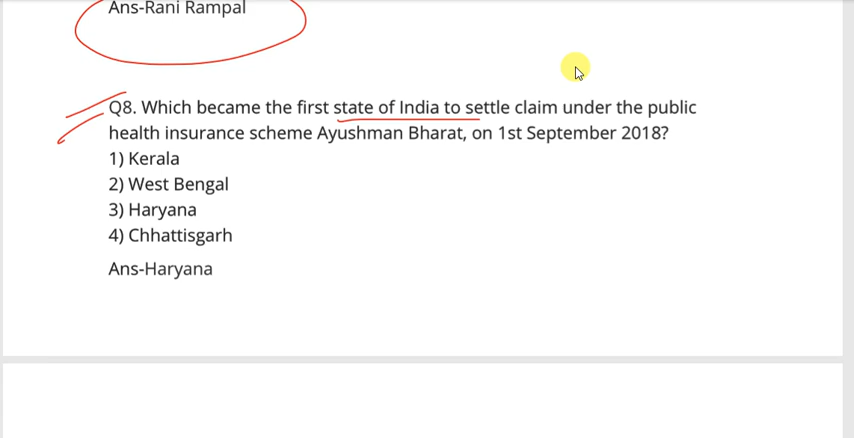 Ans-Rani Rampal
Q8. Which became the first state of India to settle claim under the public
health insurance scheme Ayushman Bharat, on 1st September 2018?
1) Kerala
2) West Bengal
3) Haryana
4) Chhattisgarh
Ans-Haryana